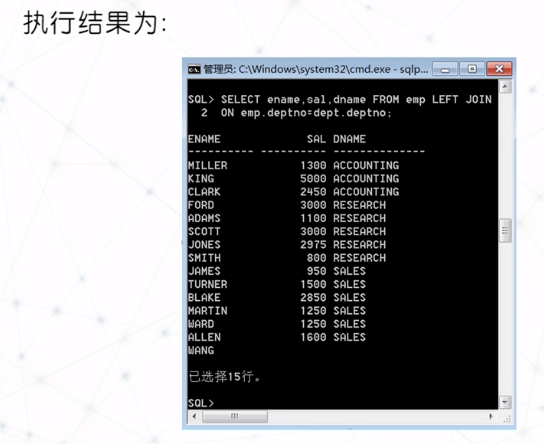 执行结果为:
管理员: C:\Windows\system32\cmd.exe - sqlp...
SQL> SELECT ename,sal,dname FROM emp LEFT JOIN
  2  ON emp.deptno=dept.deptno;
ENAME             SAL DNAME
---------- ---------- --------------
MILLER           1300 ACCOUNTING
KING             5000 ACCOUNTING
CLARK            2450 ACCOUNTING
FORD             3000 RESEARCH
ADAMS            1100 RESEARCH
SCOTT            3000 RESEARCH
JONES            2975 RESEARCH
SMITH             800 RESEARCH
JAMES             950 SALES
TURNER           1500 SALES
BLAKE            2850 SALES
MARTIN           1250 SALES
WARD             1250 SALES
ALLEN            1600 SALES
WANG
已选择15行。
SQL>